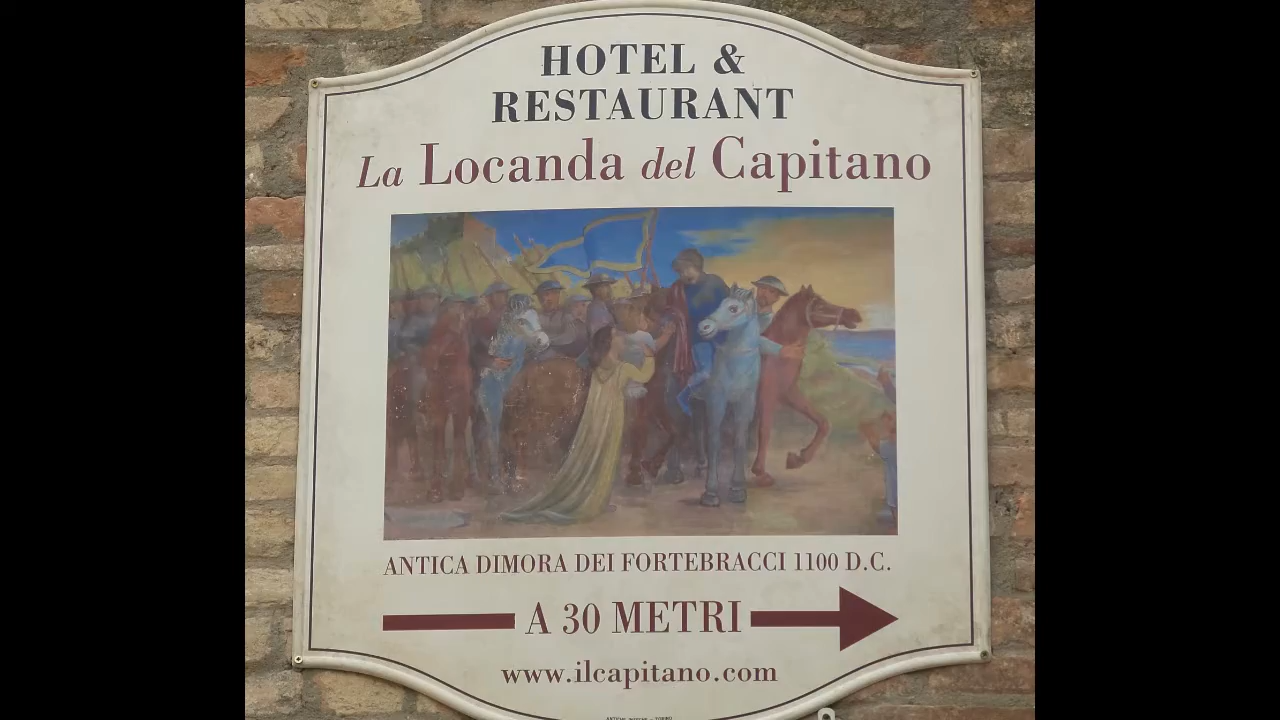 HOTEL &
RESTAURANT
La Locanda del Capitano
ANTICA DIMORA DEI FORTEBRACCI 1100 D.C.
A 30 METRI
www.ilcapitano.com